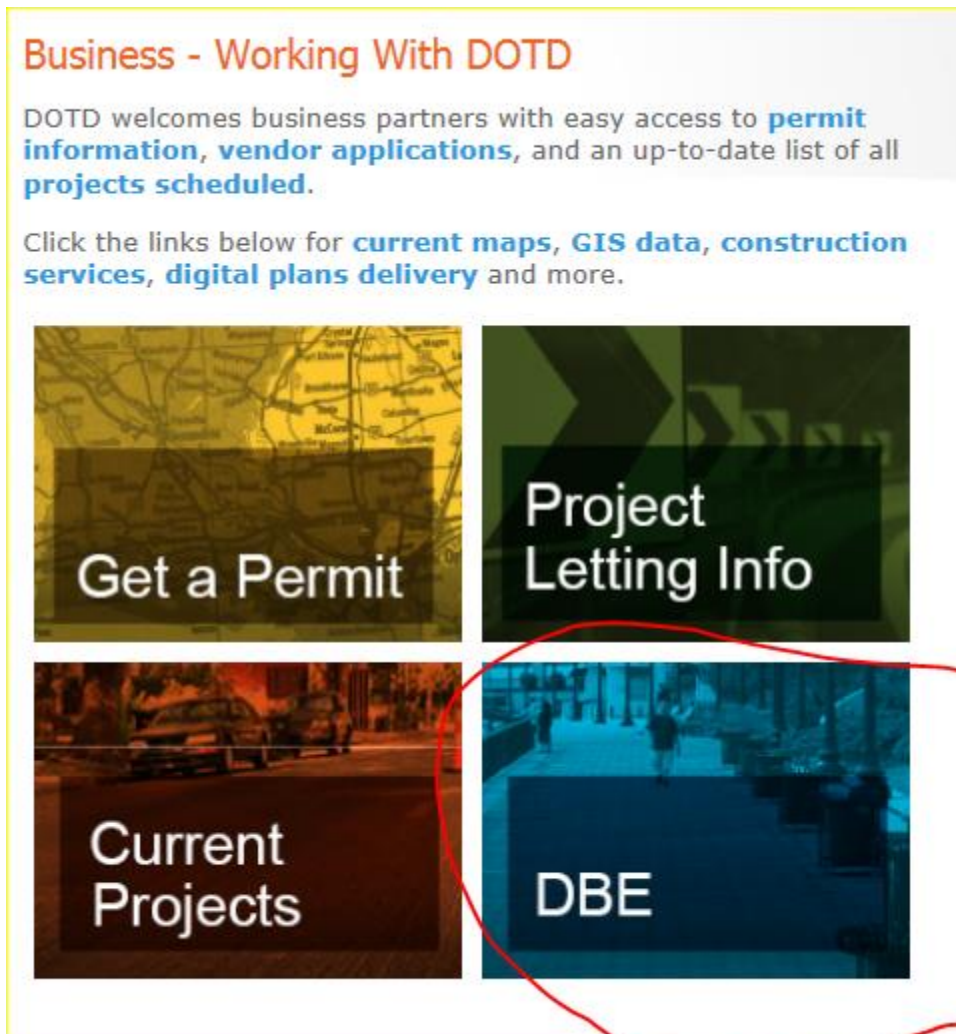 Business - Working With DOTD
DOTD welcomes business partners with easy access to permit
information, vendor applications, and an up-to-date list of all
projects scheduled.
Click the links below for current maps, GIS data, construction
services, digital plans delivery and more.
Get a Permit
Project
Letting Info
Current
Projects
DBE